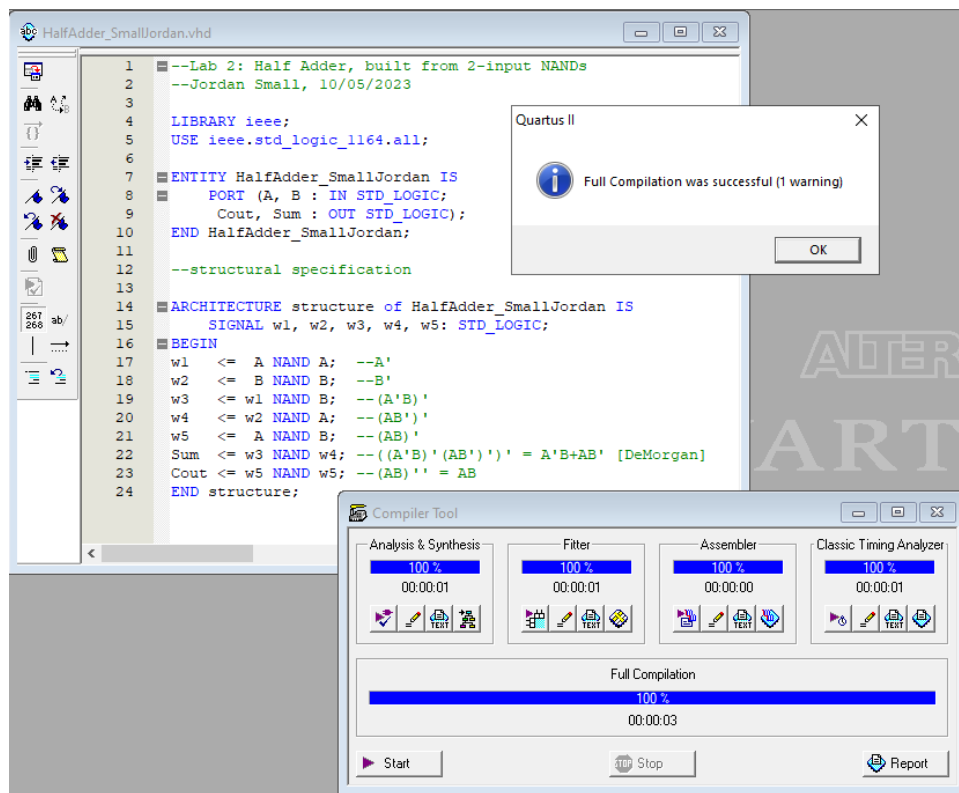 HalfAdder_SmallJordan.vhd
1 --Lab 2: Half Adder, built from 2-input NANDs
2 --Jordan Small, 10/05/2023
3
4 LIBRARY ieee;
5 USE ieee.std_logic_1164.all;
6
7 ENTITY HalfAdder_SmallJordan IS
8 PORT (A, B : IN STD_LOGIC;
9 Cout, Sum : OUT STD_LOGIC);
10 END HalfAdder_SmallJordan;
11
12 --structural specification
13
14 ARCHITECTURE structure of HalfAdder_SmallJordan IS
15 SIGNAL w1, w2, w3, w4, w5: STD_LOGIC;
16 BEGIN
17 w1 <= A NAND A; --A'
18 w2 <= B NAND B; --B'
19 w3 <= w1 NAND B; --(A'B)'
20 w4 <= w2 NAND A; --(AB')'
21 w5 <= A NAND B; --(AB)'
22 Sum <= w3 NAND w4; --((A'B)'(AB')')' = A'B+AB' [DeMorgan]
23 Cout <= w5 NAND w5; --(AB)'' = AB
24 END structure;
267
268
ab/
Quartus II
Full Compilation was successful (1 warning)
OK
ALTER
ART
Compiler Tool
Analysis & Synthesis
100 %
00:00:01
TEXT
Fitter
100 %
00:00:01
TEXT
Assembler
100 %
00:00:00
TEXT
Classic Timing Analyzer
100 %
00:00:01
TEXT
Full Compilation
100 %
00:00:03
Start
STOP Stop
Report